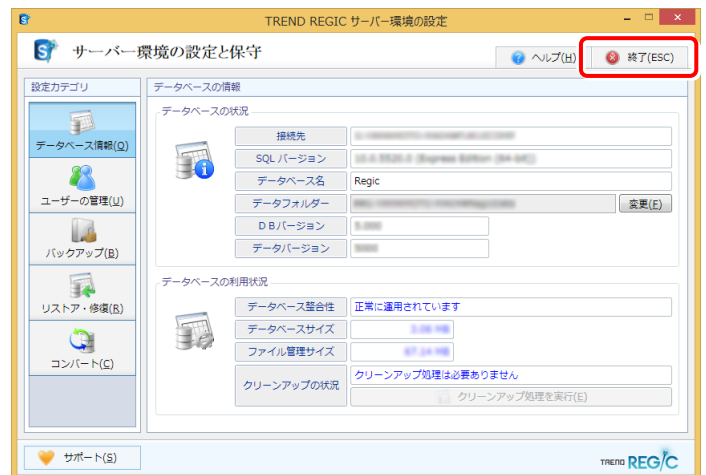 TREND REGIC サーバー環境の設定
サーバー環境の設定と保守
ヘルプ(H)
終了(ESC)
設定カテゴリ
データベース情報(Q)
ユーザーの管理(U)
バックアップ(B)
リストア・修復(R)
コンバート(C)
データベースの情報
データベースの状況
接続先
SQL バージョン
データベース名 Regic
データフォルダー 変更(F)
DBバージョン
データバージョン
データベースの利用状況
データベース整合性 正常に運用されています
データベースサイズ
ファイル管理サイズ
クリーンアップの状況 クリーンアップ処理は必要ありません
クリーンアップ処理を実行(E)
サポート(S)
TREND REGIC